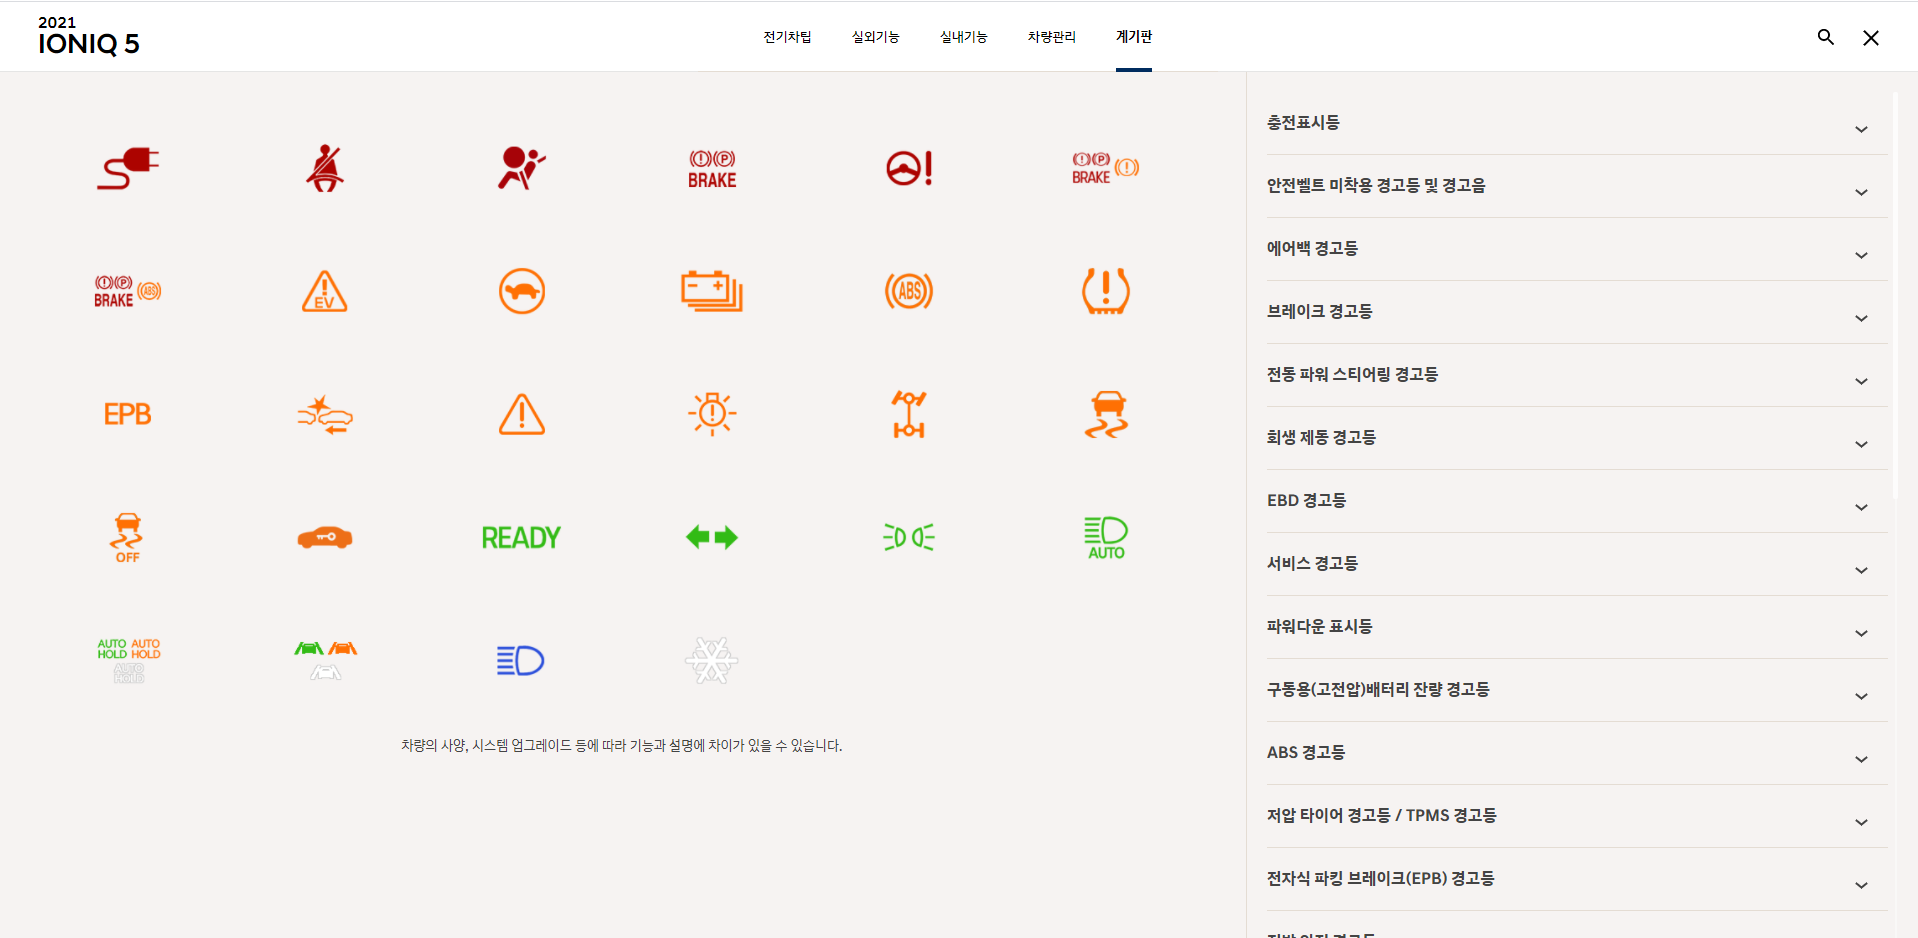 2021
IONIQ 5
전기차팁 실외기능 실내기능 차량관리 계기판
BRAKE
BRAKE
BRAKE ABS
EV
ABS
EPB
OFF
READY
AUTO
AUTO AUTO
HOLD HOLD
AUTO
HOLD
차량의 사양, 시스템 업그레이드 등에 따라 기능과 설명에 차이가 있을 수 있습니다.
충전표시등
안전벨트 미착용 경고등 및 경고음
에어백 경고등
브레이크 경고등
전동 파워 스티어링 경고등
회생 제동 경고등
EBD 경고등
서비스 경고등
파워다운 표시등
구동용(고전압)배터리 잔량 경고등
ABS 경고등
저압 타이어 경고등 / TPMS 경고등
전자식 파킹 브레이크(EPB) 경고등